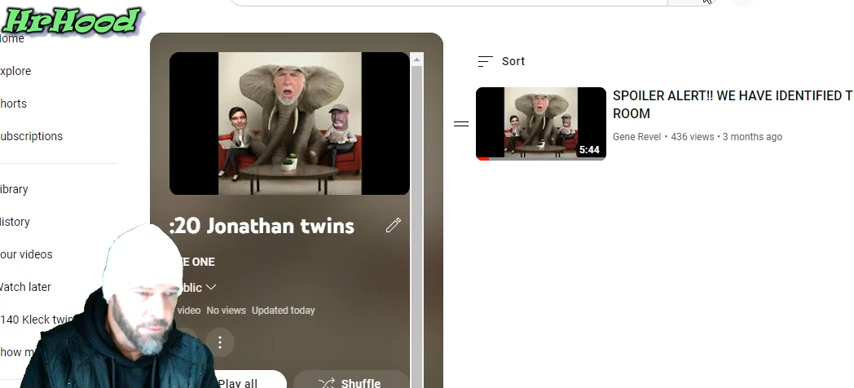 HrHood
ome
xplore
horts
ubscriptions
ibrary
istory
our videos
Watch later
140 Kleck twin
how m
:20 Jonathan twins
E ONE
blic
video No views Updated today
Play all
Shuffle
Sort
SPOILER ALERT!! WE HAVE IDENTIFIED T
ROOM
Gene Revel • 436 views • 3 months ago
5:44